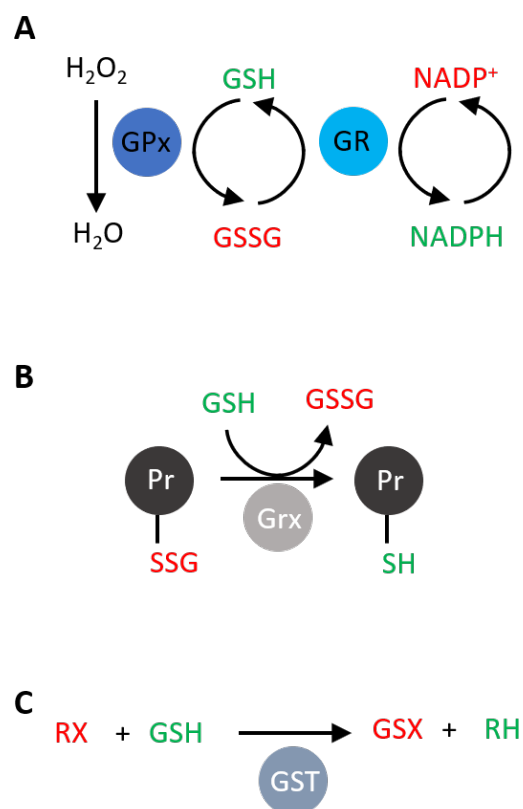 A
H₂O₂ GSH NADP⁺
GPx GR
H₂O GSSG NADPH
B
GSH GSSG
Pr Pr
Grx
SSG SH
C
RX + GSH GSX + RH
GST